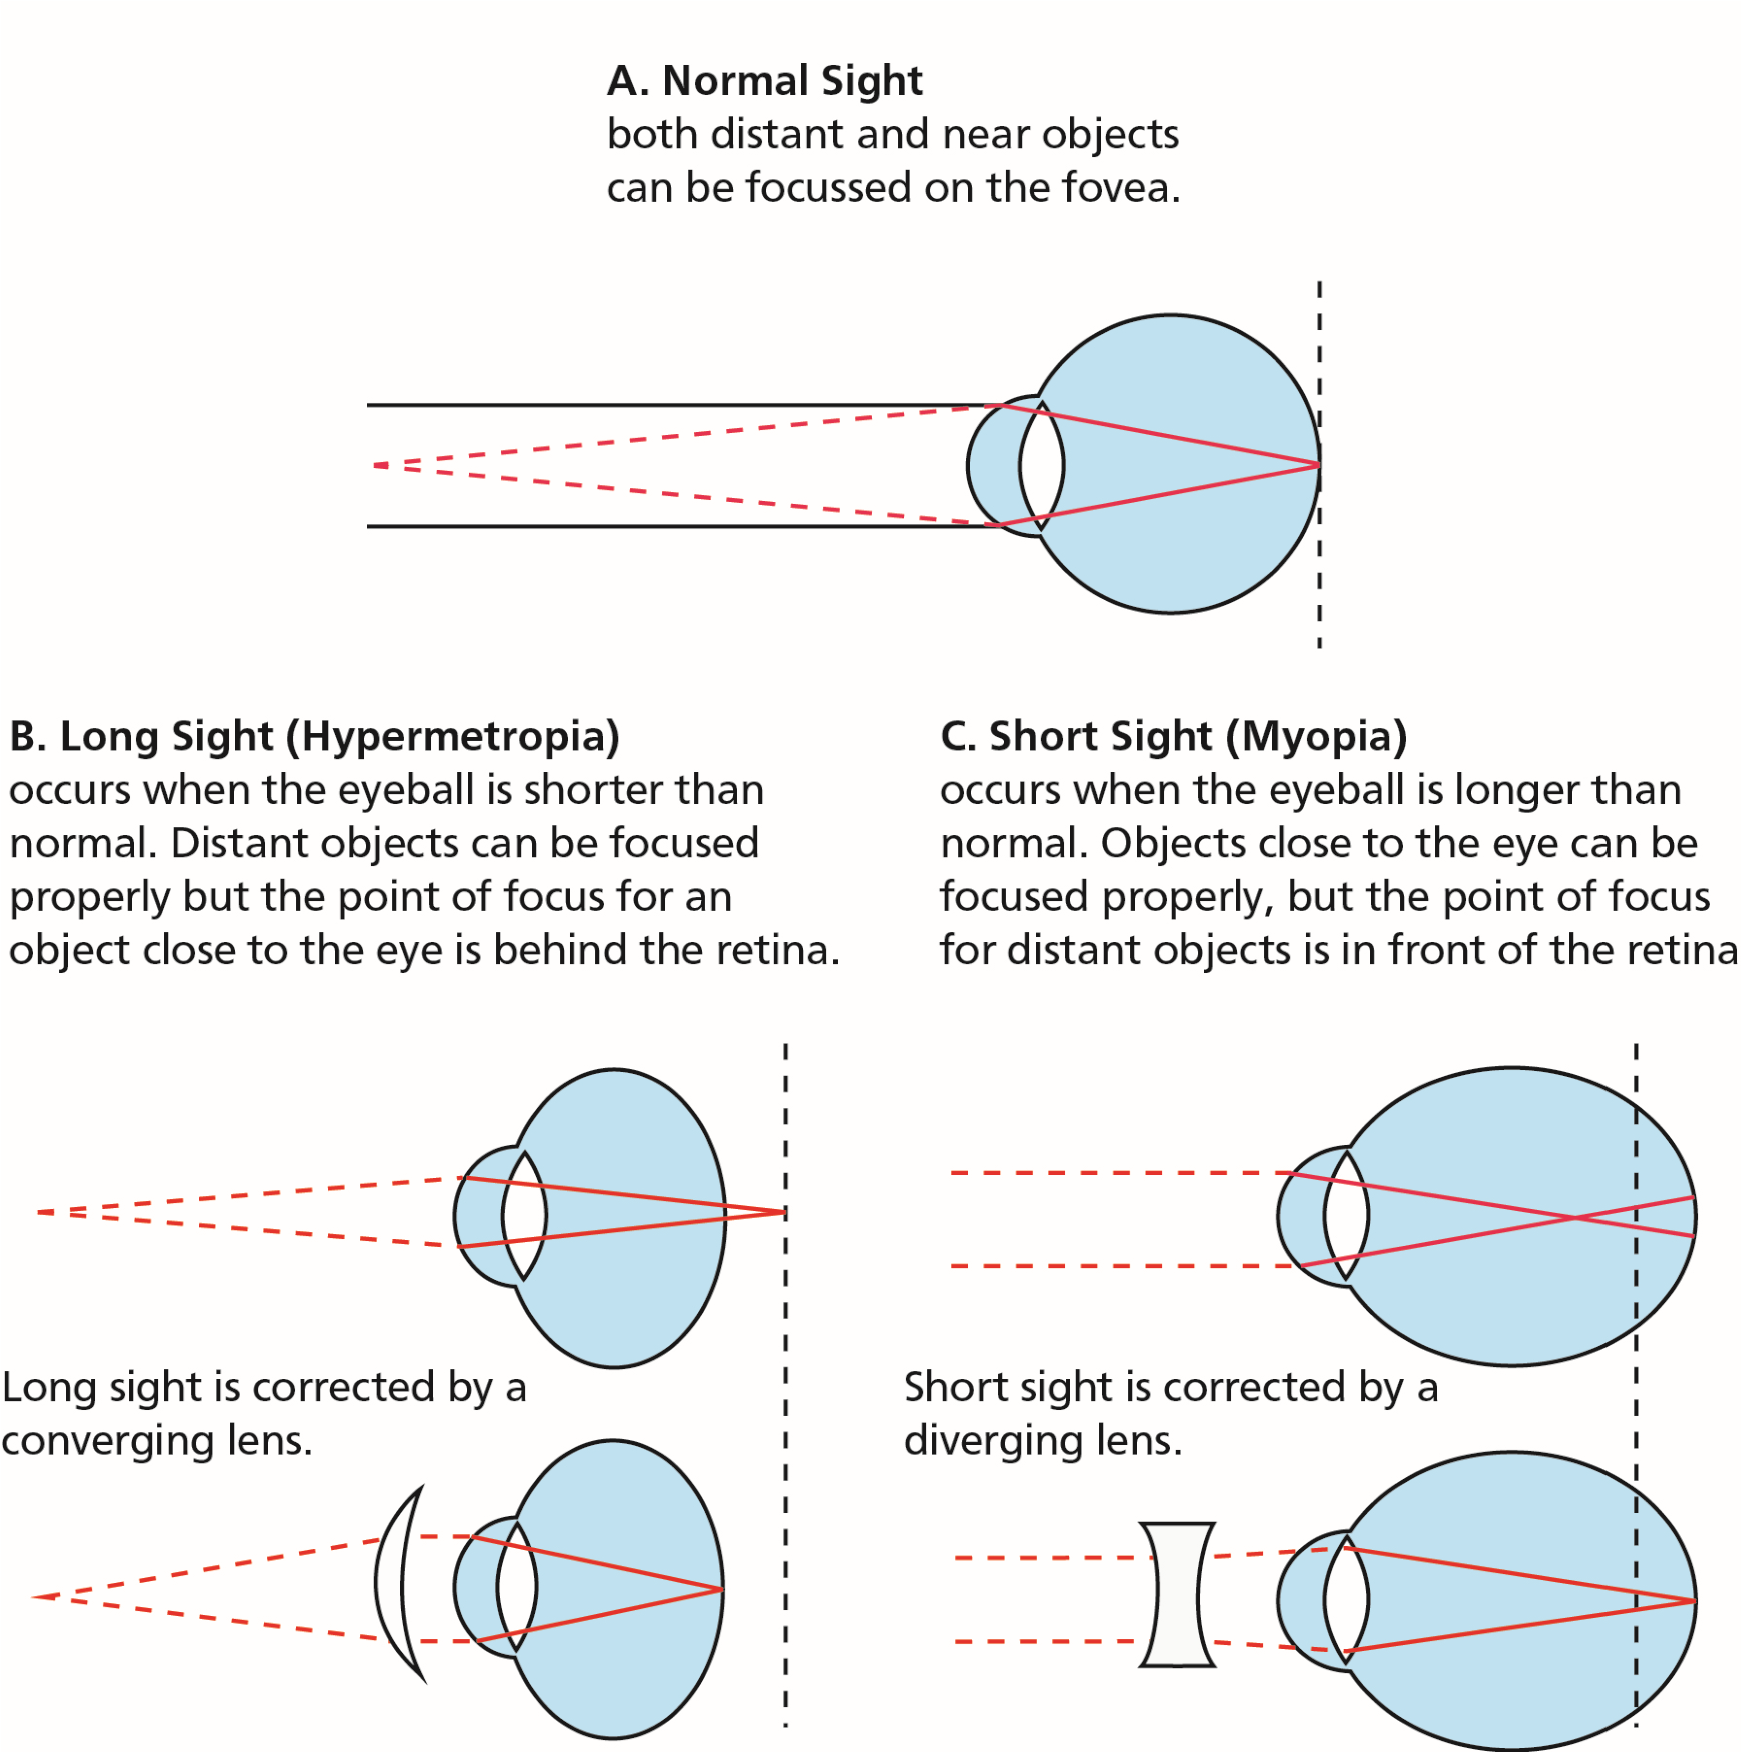 A. Normal Sight
both distant and near objects
can be focussed on the fovea.
B. Long Sight (Hypermetropia)
occurs when the eyeball is shorter than
normal. Distant objects can be focused
properly but the point of focus for an
object close to the eye is behind the retina.
C. Short Sight (Myopia)
occurs when the eyeball is longer than
normal. Objects close to the eye can be
focused properly, but the point of focus
for distant objects is in front of the retina
Long sight is corrected by a
converging lens.
Short sight is corrected by a
diverging lens.